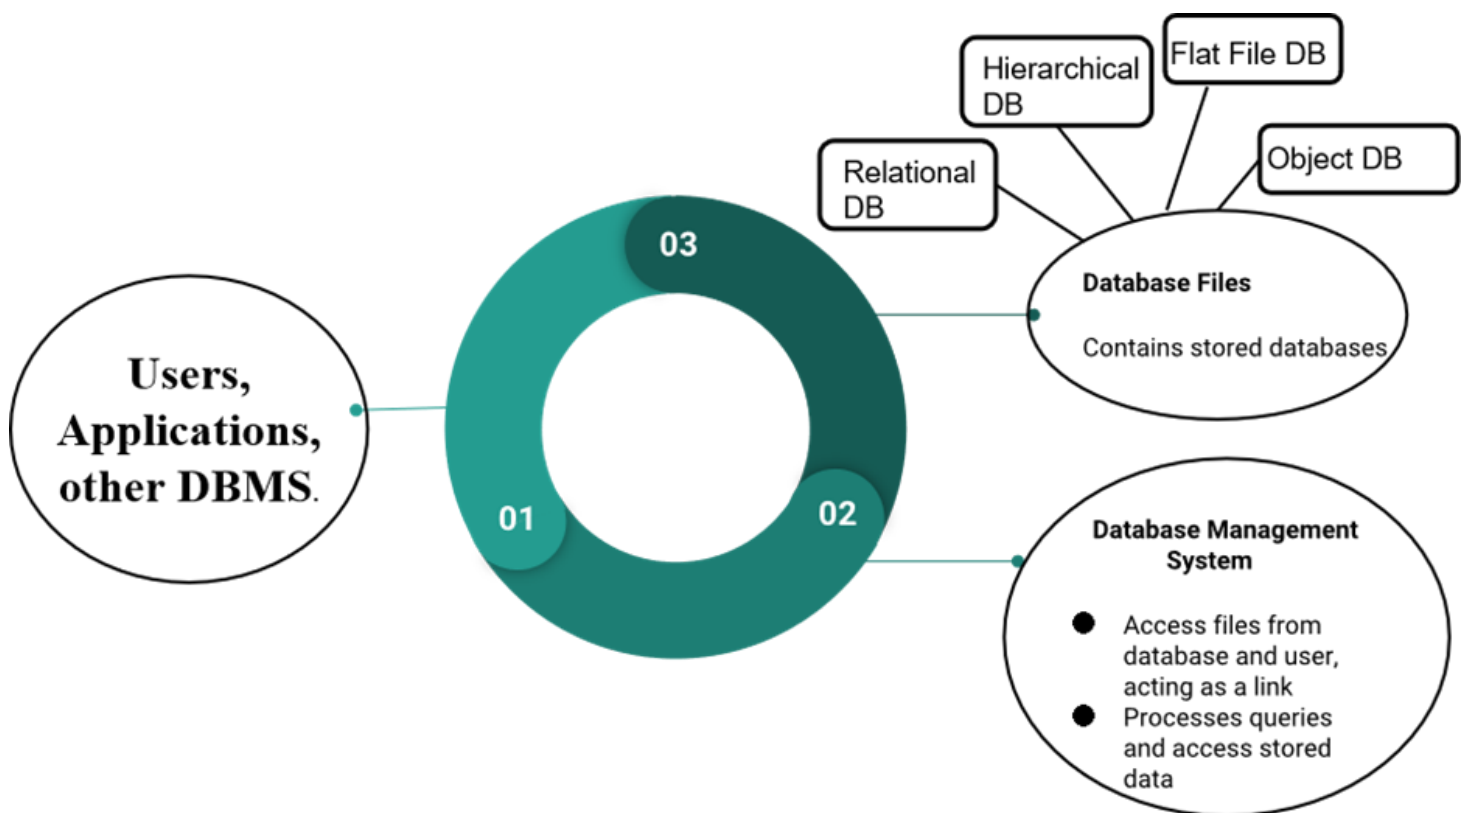 Hierarchical
DB
Flat File DB
Relational
DB
Object DB
03
Database Files
Contains stored databases
Users,
Applications,
other DBMS.
01
02
Database Management
System
Access files from
database and user,
acting as a link
Processes queries
and access stored
data